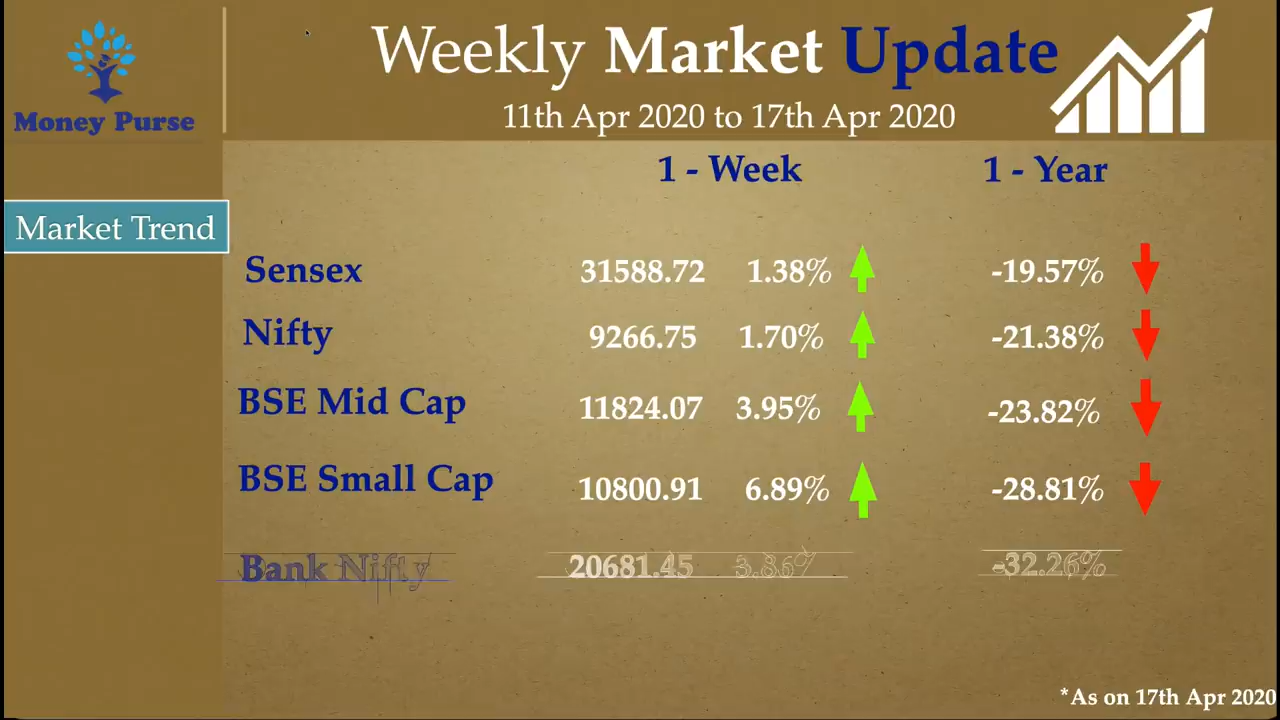 Weekly Market Update
11th Apr 2020 to 17th Apr 2020
Money Purse
1 - Week 1 - Year
Market Trend
Sensex 31588.72 1.38% -19.57%
Nifty 9266.75 1.70% -21.38%
BSE Mid Cap 11824.07 3.95% -23.82%
BSE Small Cap 10800.91 6.89% -28.81%
Bank Nifty 20681.45 3.86% -32.26%
*As on 17th Apr 2020